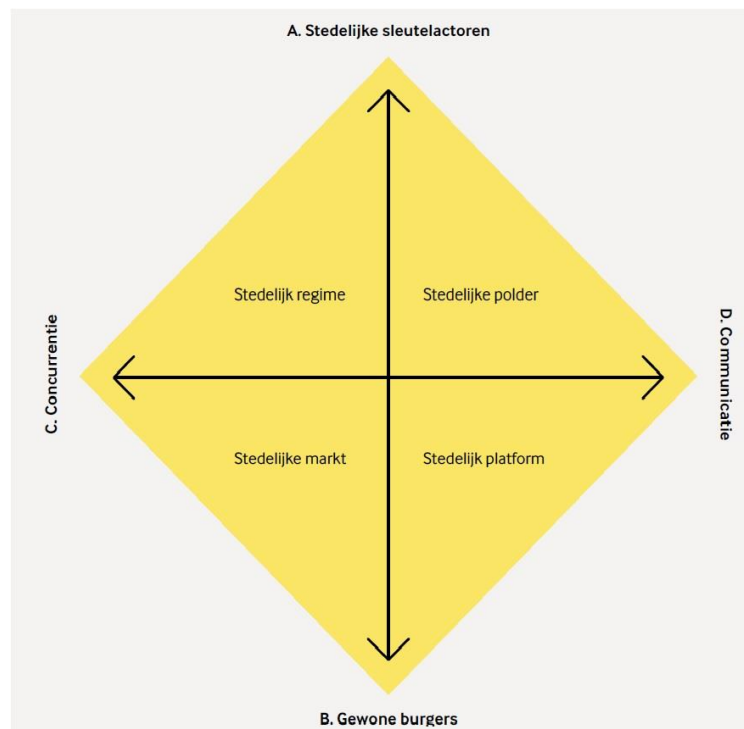 A. Stedelijke sleutelactoren
Stedelijk regime
Stedelijke polder
C. Concurrentie
D. Communicatie
Stedelijke markt
Stedelijk platform
B. Gewone burgers